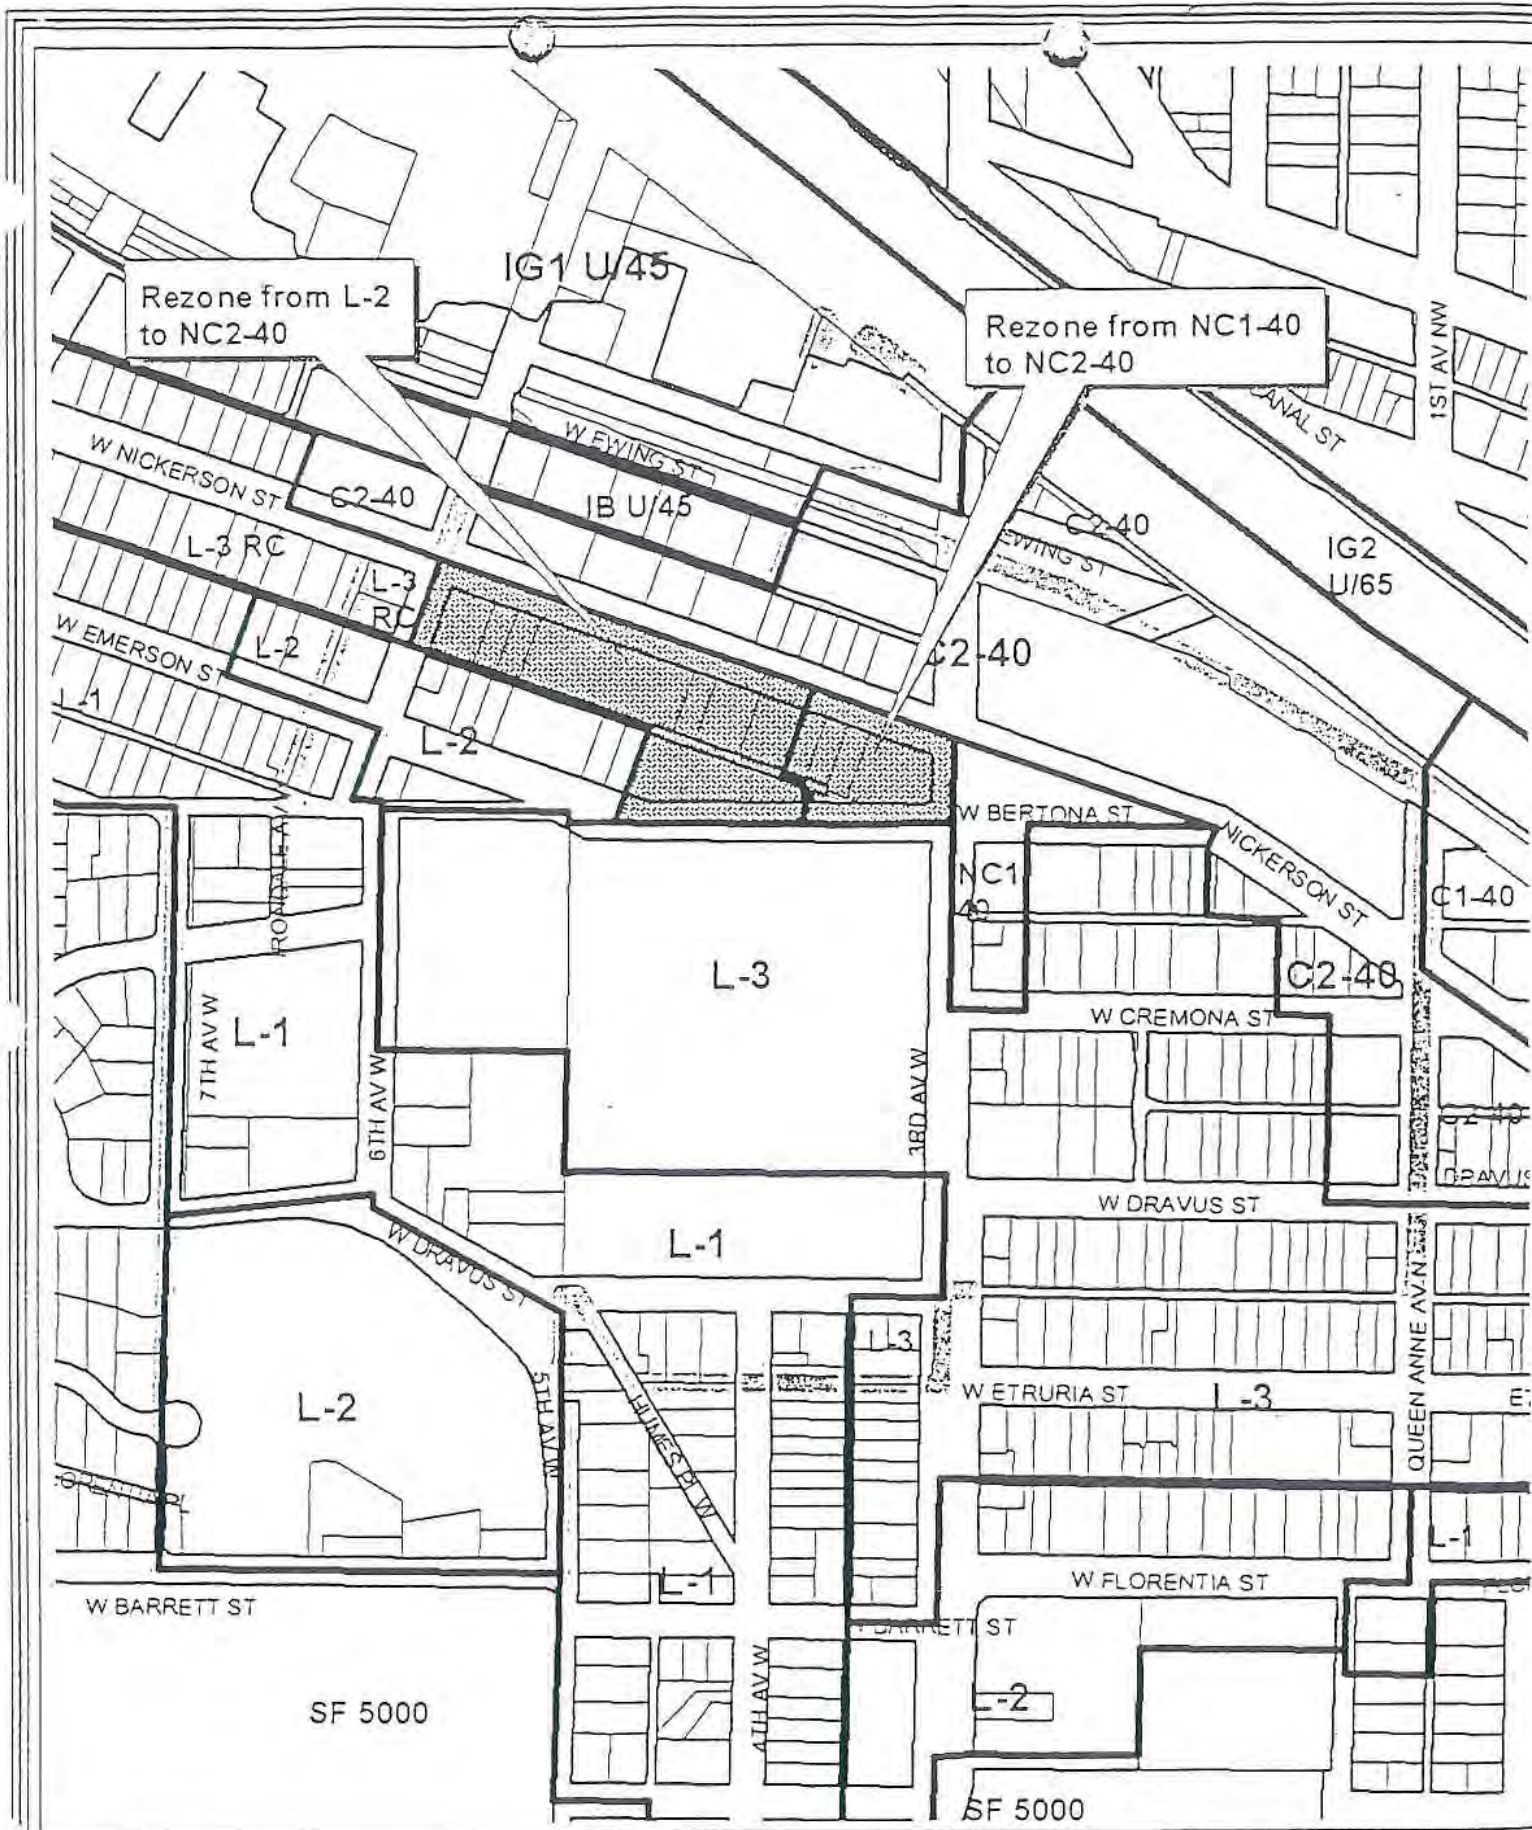 IG1 U/45
Rezone from L-2
to NC2-40
Rezone from NC1-40
to NC2-40
1ST AV NW
CANAL ST
W EWING ST
W NICKERSON ST
C2-40
IB U/45
C2-40
EWING ST
IG2
U/65
L-3 RC
L-3
RC
W EMERSON ST
L-2
C2-40
L-1
L-2
W BERTONA ST
NICKERSON ST
NC1
40
C1-40
L-3
C2-40
7TH AV W
L-1
W CREMONA ST
6TH AV W
3RD AV W
C2-40
DRAVUS
W DRAVUS ST
W DRAVUS ST
L-1
QUEEN ANNE AV N
L-3
L-2
5TH AV W
HUMES PL W
W ETRURIA ST
L-3
L-1
L-1
W FLORENTIA ST
W BARRETT ST
BARRETT ST
4TH AV W
L-2
SF 5000
SF 5000